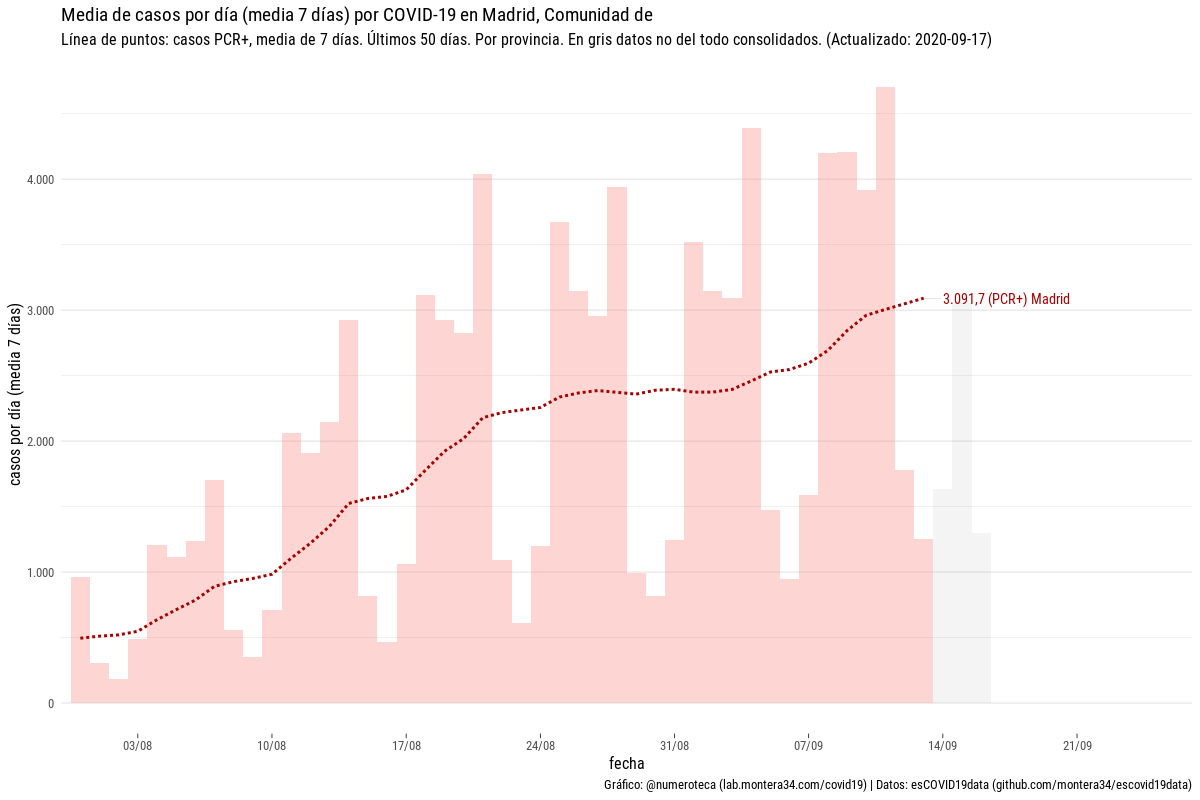 Media de casos por día (media 7 días) por COVID-19 en Madrid, Comunidad de
Línea de puntos: casos PCR+, media de 7 días. Últimos 50 días. Por provincia. En gris datos no del todo consolidados. (Actualizado: 2020-09-17)
casos por día (media 7 días)
4.000
3.000
2.000
1.000
0
3.091,7 (PCR+) Madrid
03/08
10/08
17/08
24/08
31/08
07/09
14/09
21/09
fecha
Gráfico: @numeroteca (lab.montera34.com/covid19) | Datos: esCOVID19data (github.com/montera34/escovid19data)